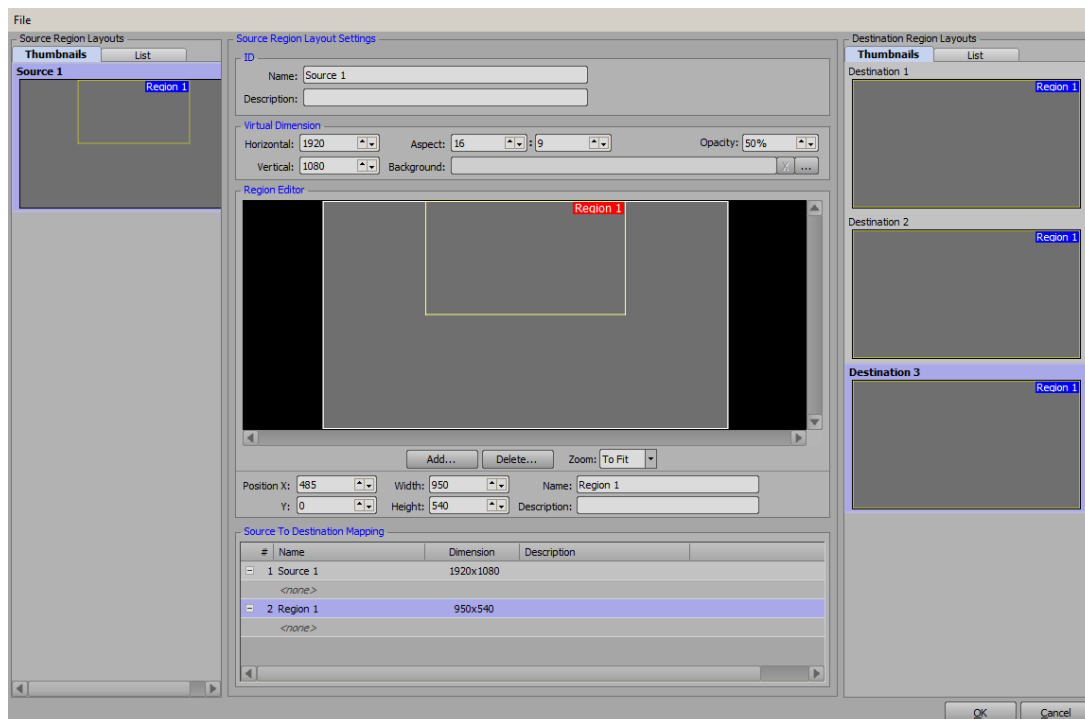 File
Source Region Layouts
Thumbnails List
Source 1
Region 1
Source Region Layout Settings
ID
Name: Source 1
Description:
Virtual Dimension
Horizontal: 1920 Aspect: 16 : 9 Opacity: 50%
Vertical: 1080 Background: X ...
Region Editor
Region 1
Add... Delete... Zoom: To Fit
Position X: 485 Width: 950 Name: Region 1
Y: 0 Height: 540 Description:
Source To Destination Mapping
# Name Dimension Description
1 Source 1 1920x1080
<none>
2 Region 1 950x540
<none>
Destination Region Layouts
Thumbnails List
Destination 1
Region 1
Destination 2
Region 1
Destination 3
Region 1
OK Cancel